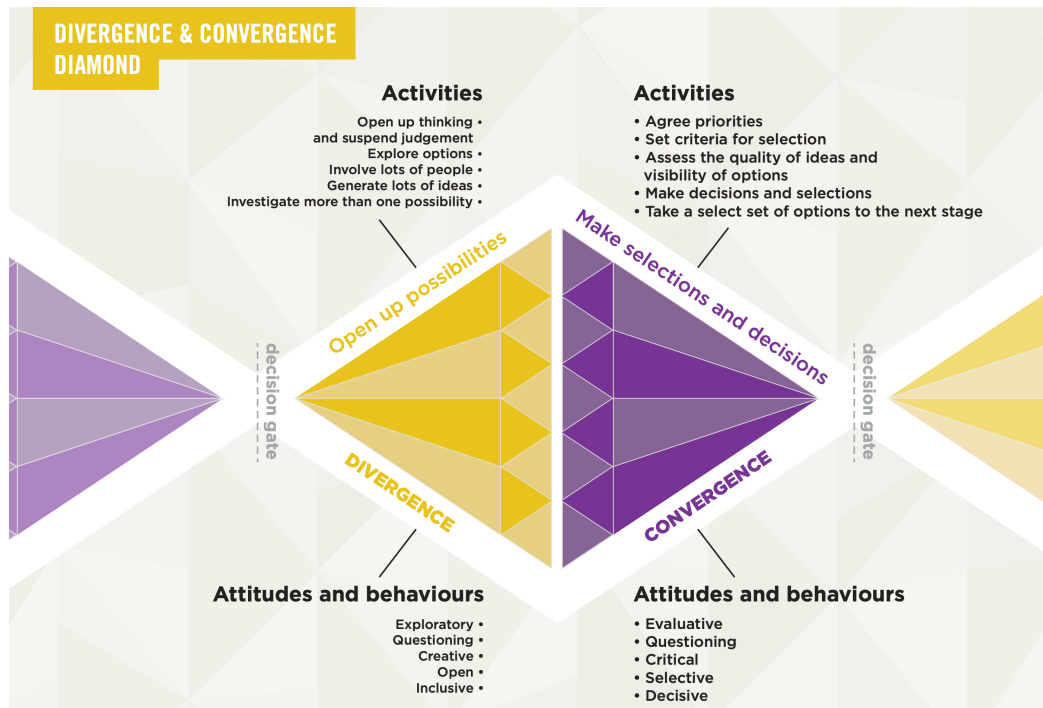 DIVERGENCE & CONVERGENCE
DIAMOND
Activities
Open up thinking •
and suspend judgement
Explore options •
Involve lots of people •
Generate lots of ideas •
Investigate more than one possibility •
Activities
• Agree priorities
• Set criteria for selection
• Assess the quality of ideas and
visibility of options
• Make decisions and selections
• Take a select set of options to the next stage
decision gate
Open up possibilities
DIVERGENCE
Make selections and decisions
CONVERGENCE
decision gate
Attitudes and behaviours
Exploratory •
Questioning •
Creative •
Open •
Inclusive •
Attitudes and behaviours
• Evaluative
• Questioning
• Critical
• Selective
• Decisive